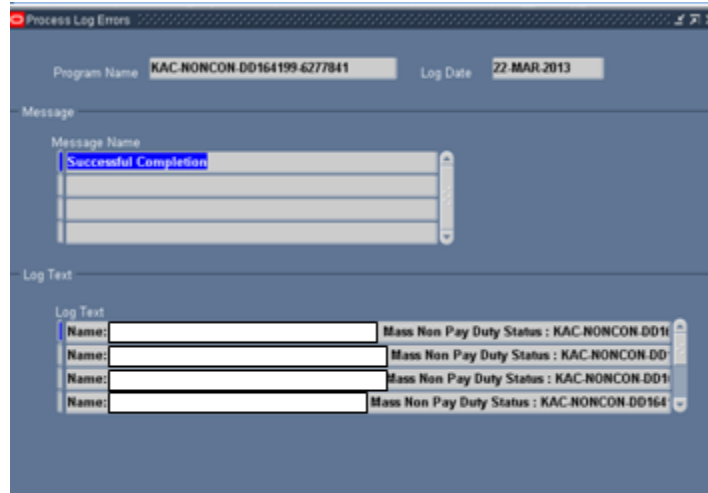 Process Log Errors
Program Name KAC-NONCON-DD164199-6277841 Log Date 22-MAR-2013
Message
Message Name
Successful Completion
Log Text
Log Text
Name: Mass Non Pay Duty Status : KAC-NONCON-DD16
Name: Mass Non Pay Duty Status : KAC-NONCON-DD
Name: Mass Non Pay Duty Status : KAC-NONCON-DD1
Name: Mass Non Pay Duty Status : KAC-NONCON-DD164